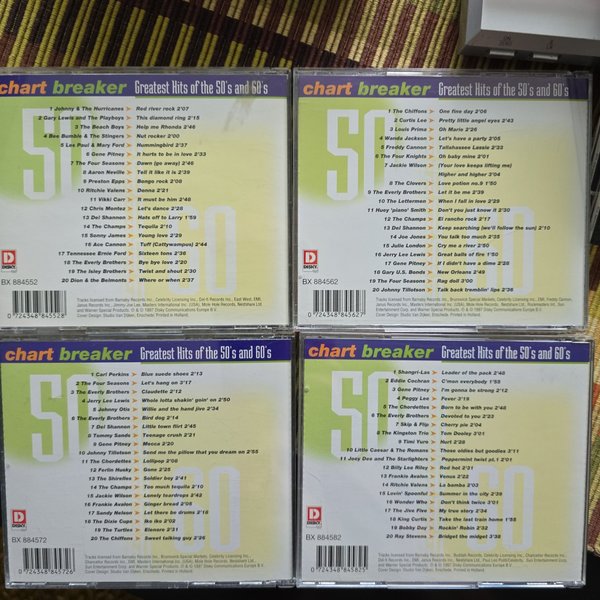 chart breaker Greatest Hits of the 50's and 60's
1 Johnny & The Hurricanes Red river rock 2'07
2 Gary Lewis and The Playboys This diamond ring 2'15
3 The Beach Boys Help me Rhonda 2'46
4 Bee Bumble & The Stingers Nut rocker 2'00
5 Les Paul & Mary Ford Hummingbird 2'37
6 Gene Pitney It hurts to be in love 2'33
7 The Four Seasons Dawn (go away) 2'46
8 Aaron Neville Tell it like it is 2'39
9 Preston Epps Bongo rock 2'08
10 Ritchie Valens Donna 2'21
11 Vikki Carr It must be him 2'48
12 Chris Montez Let's dance 2'28
13 Del Shannon Hats off to Larry 1'59
14 The Champs Tequila 2'10
15 Sonny James Young love 2'29
16 Ace Cannon Tuff (Cattywampus) 2'44
17 Tennessee Ernie Ford Sixteen tons 2'38
18 The Everly Brothers Bye bye love 2'20
19 The Isley Brothers Twist and shout 2'30
20 Dion & the Belmonts Where or when 2'37
DISKY
BX 884552
0 724348 845528
chart breaker Greatest Hits of the 50's and 60's
1 The Chiffons One fine day 2'06
2 Curtis Lee Pretty little angel eyes 2'43
3 Louis Prima Oh Marie 2'26
4 Wanda Jackson Let's have a party 2'05
5 Freddy Cannon Tallahassee Lassie 2'33
6 The Four Knights Oh baby mine 2'01
7 Jackie Wilson (Your love keeps lifting me)
Higher and higher 3'04
8 The Clovers Love potion no.9 1'50
9 The Everly Brothers Let it be me 2'39
10 The Lettermen When I fall in love 2'29
11 Huey 'piano' Smith Don't you just know it 2'30
12 The Champs El rancho rock 2'17
13 Del Shannon Keep searching (we'll follow the sun) 2'10
14 Joe Jones You talk too much 2'35
15 Julie London Cry me a river 2'50
16 Jerry Lee Lewis Great balls of fire 1'50
17 Gene Pitney If I didn't have a dime 2'28
18 Gary U.S. Bonds New Orleans 2'49
19 The Four Seasons Rag doll 3'00
20 Johnny Tillotson Talk back tremblin' lips 2'36
DISKY
BX 884562
0 724348 845627
chart breaker Greatest Hits of the 50's and 60's
1 Carl Perkins Blue suede shoes 2'13
2 The Four Seasons Let's hang on 3'17
3 The Everly Brothers Claudette 2'12
4 Jerry Lee Lewis Whole lotta shakin' goin' on 2'50
5 Johnny Otis Willie and the hand jive 2'34
6 The Everly Brothers Bird dog 2'14
7 Del Shannon Little town flirt 2'45
8 Tommy Sands Teenage crush 2'21
9 Gene Pitney Mecca 2'20
10 Johnny Tillotson Send me the pillow that you dream on 2'55
11 The Chordettes Lollipop 2'08
12 Ferlin Husky Gone 2'25
13 The Shirelles Soldier boy 2'41
14 The Champs Too much tequila 2'10
15 Jackie Wilson Lonely teardrops 2'42
16 Frankie Avalon Ginger bread 2'08
17 Sandy Nelson Let there be drums 2'18
18 The Dixie Cups Iko iko 2'02
19 The Turtles Elenore 2'31
20 The Chiffons Sweet talking guy 2'26
DISKY
BX 884572
0 724348 845726
chart breaker Greatest Hits of the 50's and 60's
1 Shangri-Las Leader of the pack 2'48
2 Eddie Cochran C'mon everybody 1'55
3 Gene Pitney I'm gonna be strong 2'12
4 Peggy Lee Fever 3'19
5 The Chordettes Born to be with you 2'48
6 The Everly Brothers Devoted to you 2'23
7 Skip & Flip Cherry pie 2'04
8 The Kingston Trio Tom Dooley 3'01
9 Timi Yuro Hurt 2'28
10 Little Caesar & The Romans Those oldies but goodies 3'11
11 Joey Dee and The Starlighters Peppermint twist pt.1 2'01
12 Billy Lee Riley Red hot 2'31
13 Frankie Avalon Venus 2'22
14 Ritchie Valens La bamba 2'03
15 Lovin' Spoonful Summer in the city 2'39
16 Wonder Who Don't think twice 3'01
17 The Jive Five My true story 2'34
18 King Curtis Take the last train home 1'55
19 Bobby Day Rockin' Robin 2'32
20 Ray Stevens Bridget the midget 3'38
DISKY
BX 884582
0 724348 845825